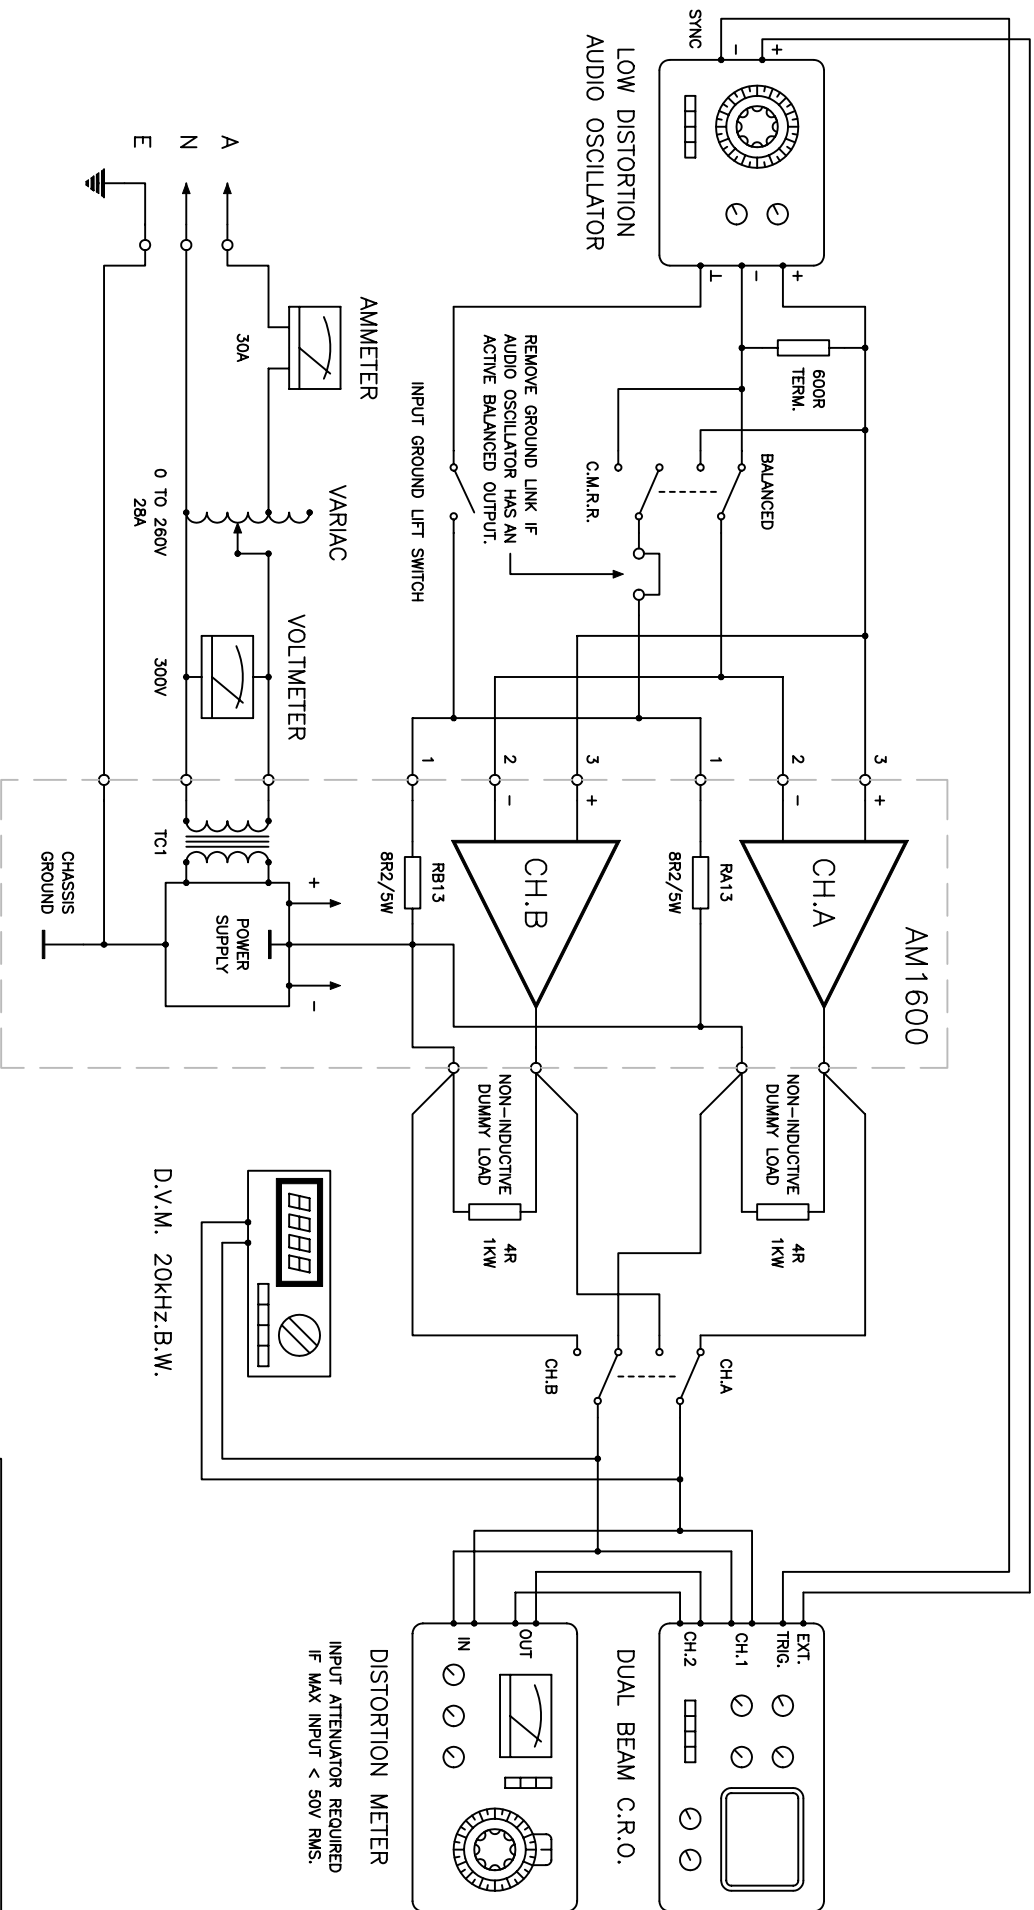 SYNC
−
+
LOW DISTORTION
AUDIO OSCILLATOR
+
−
⊥
600R
TERM.
BALANCED
C.M.R.R.
REMOVE GROUND LINK IF
AUDIO OSCILLATOR HAS AN
ACTIVE BALANCED OUTPUT.
INPUT GROUND LIFT SWITCH
A
N
E
AMMETER
30A
VARIAC
0 TO 260V
28A
VOLTMETER
300V
AM1600
3
+
2
−
1
CH.A
RA13
8R2/5W
3
+
2
−
1
CH.B
RB13
8R2/5W
TC1
+
−
POWER
SUPPLY
CHASSIS
GROUND
NON-INDUCTIVE
DUMMY LOAD
4R
1KW
NON-INDUCTIVE
DUMMY LOAD
4R
1KW
CH.A
CH.B
8888
D.V.M. 20kHz.B.W.
EXT.
TRIG.
CH.1
CH.2
DUAL BEAM C.R.O.
OUT
IN
DISTORTION METER
INPUT ATTENUATOR REQUIRED
IF MAX INPUT < 50V RMS.